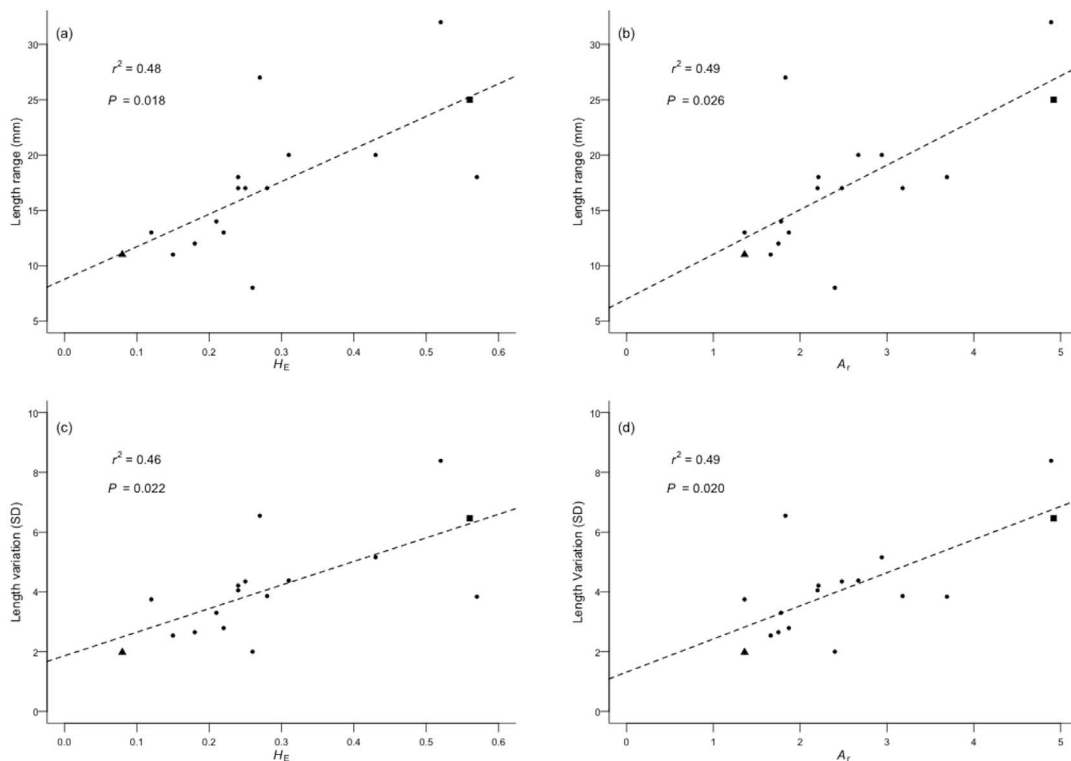 (a)
r² = 0.48
P = 0.018
Length range (mm)
30
25
20
15
10
5
0.0 0.1 0.2 0.3 0.4 0.5 0.6
H_E
(b)
r² = 0.49
P = 0.026
Length range (mm)
30
25
20
15
10
5
0 1 2 3 4 5
A_r
(c)
r² = 0.46
P = 0.022
Length variation (SD)
10
8
6
4
2
0
0.0 0.1 0.2 0.3 0.4 0.5 0.6
H_E
(d)
r² = 0.49
P = 0.020
Length Variation (SD)
10
8
6
4
2
0
0 1 2 3 4 5
A_r